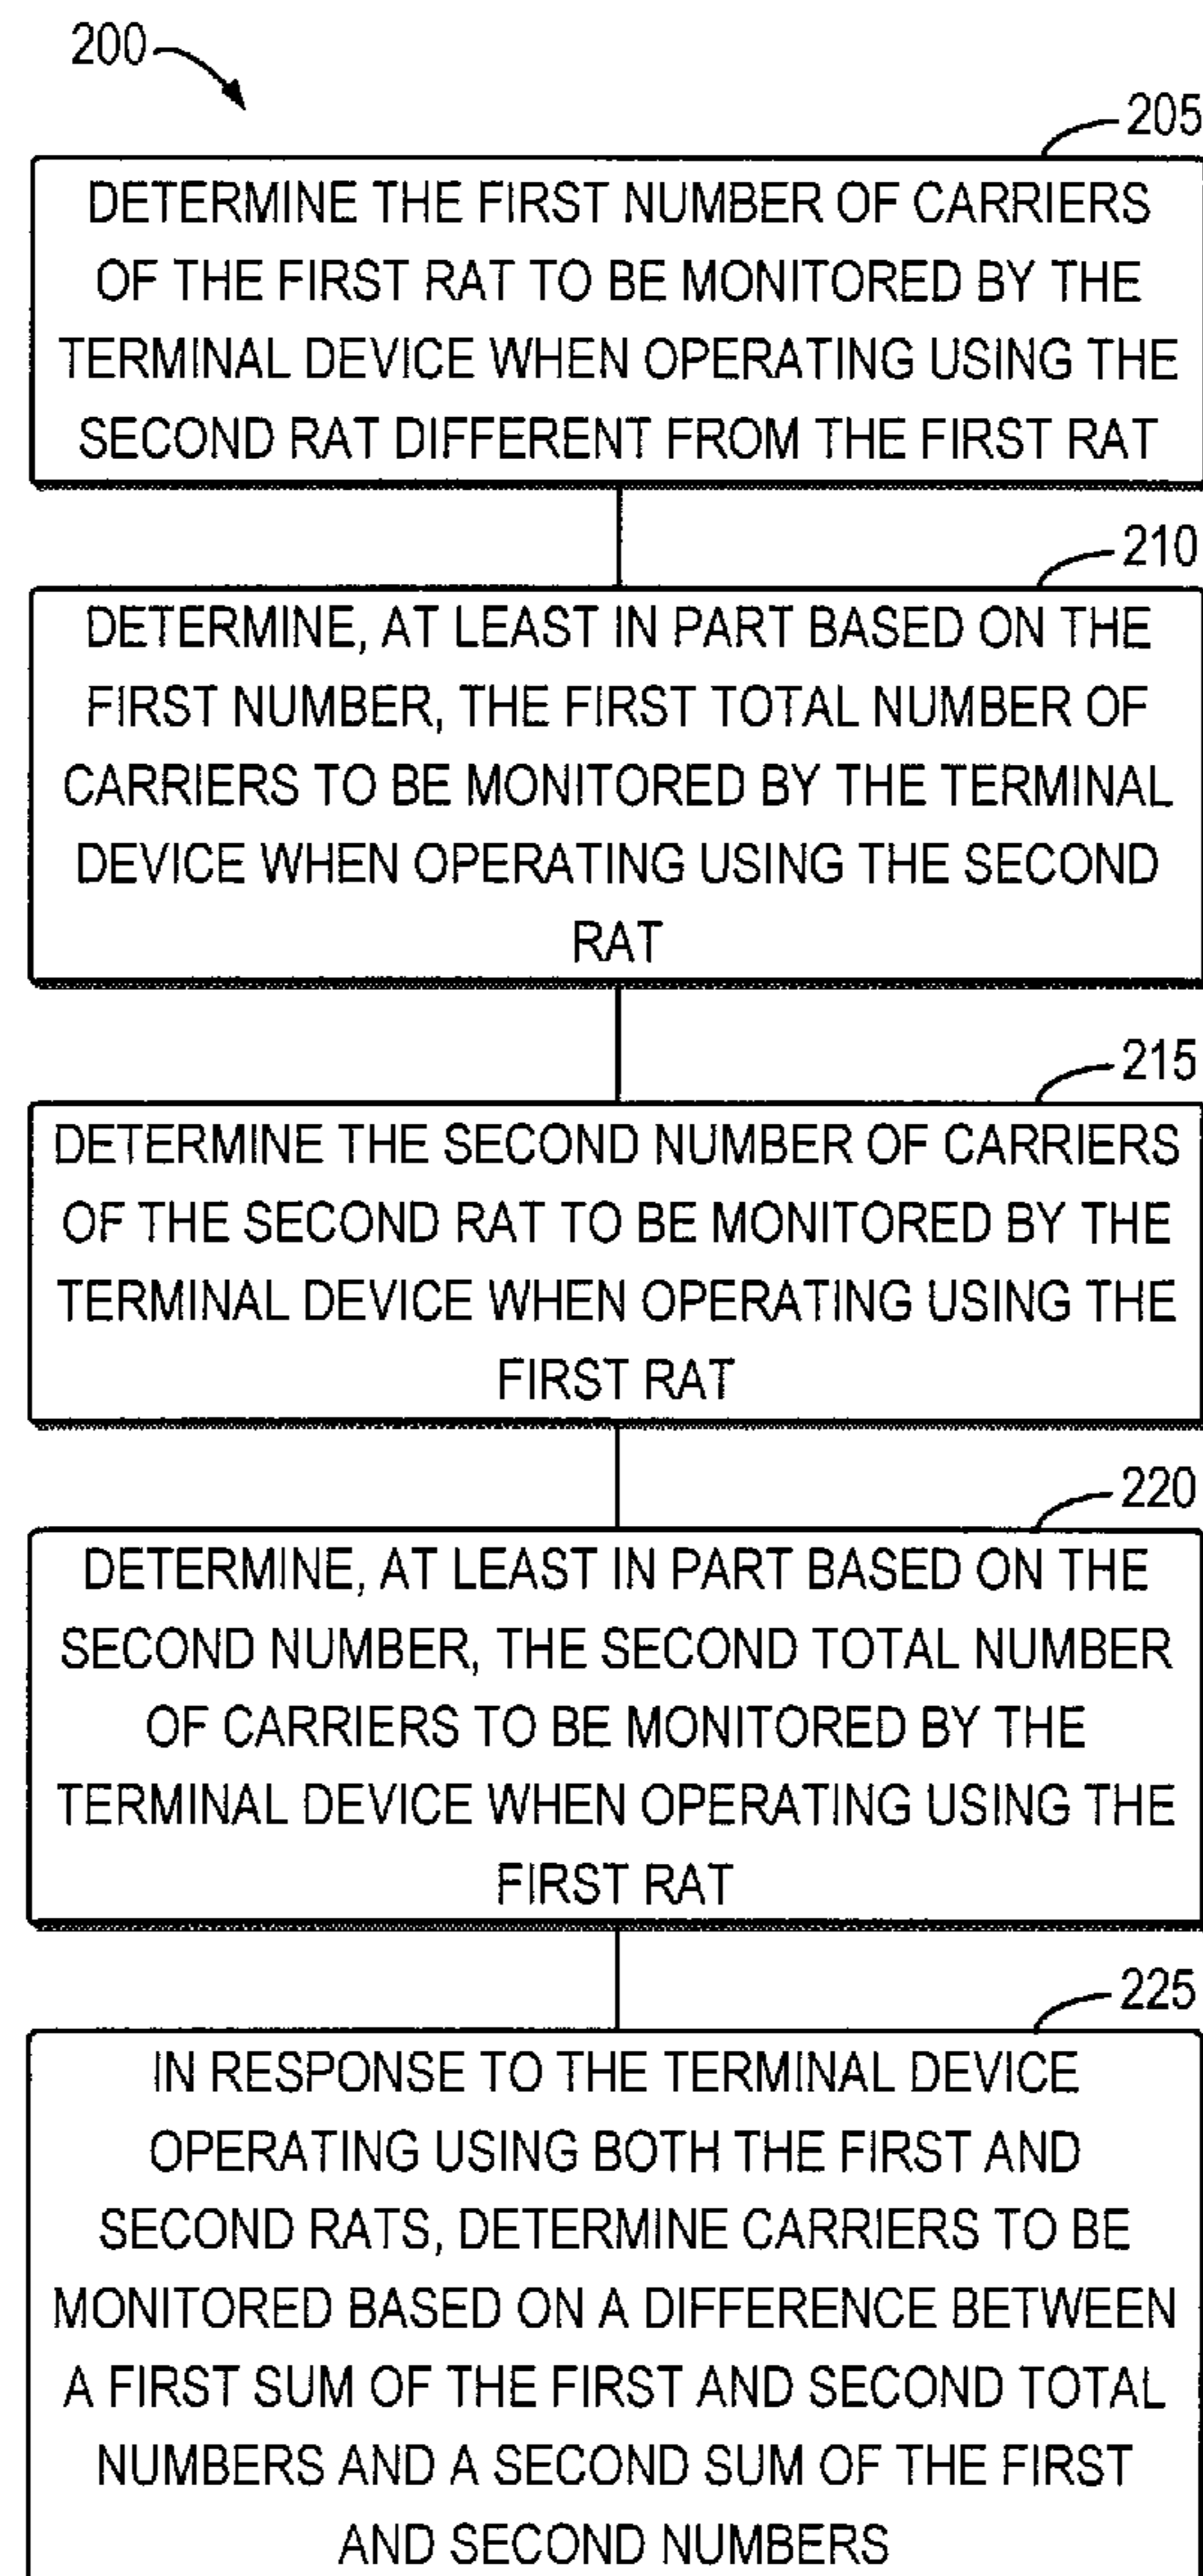 200
205
DETERMINE THE FIRST NUMBER OF CARRIERS
OF THE FIRST RAT TO BE MONITORED BY THE
TERMINAL DEVICE WHEN OPERATING USING THE
SECOND RAT DIFFERENT FROM THE FIRST RAT
210
DETERMINE, AT LEAST IN PART BASED ON THE
FIRST NUMBER, THE FIRST TOTAL NUMBER OF
CARRIERS TO BE MONITORED BY THE TERMINAL
DEVICE WHEN OPERATING USING THE SECOND
RAT
215
DETERMINE THE SECOND NUMBER OF CARRIERS
OF THE SECOND RAT TO BE MONITORED BY THE
TERMINAL DEVICE WHEN OPERATING USING THE
FIRST RAT
220
DETERMINE, AT LEAST IN PART BASED ON THE
SECOND NUMBER, THE SECOND TOTAL NUMBER
OF CARRIERS TO BE MONITORED BY THE
TERMINAL DEVICE WHEN OPERATING USING THE
FIRST RAT
225
IN RESPONSE TO THE TERMINAL DEVICE
OPERATING USING BOTH THE FIRST AND
SECOND RATS, DETERMINE CARRIERS TO BE
MONITORED BASED ON A DIFFERENCE BETWEEN
A FIRST SUM OF THE FIRST AND SECOND TOTAL
NUMBERS AND A SECOND SUM OF THE FIRST
AND SECOND NUMBERS